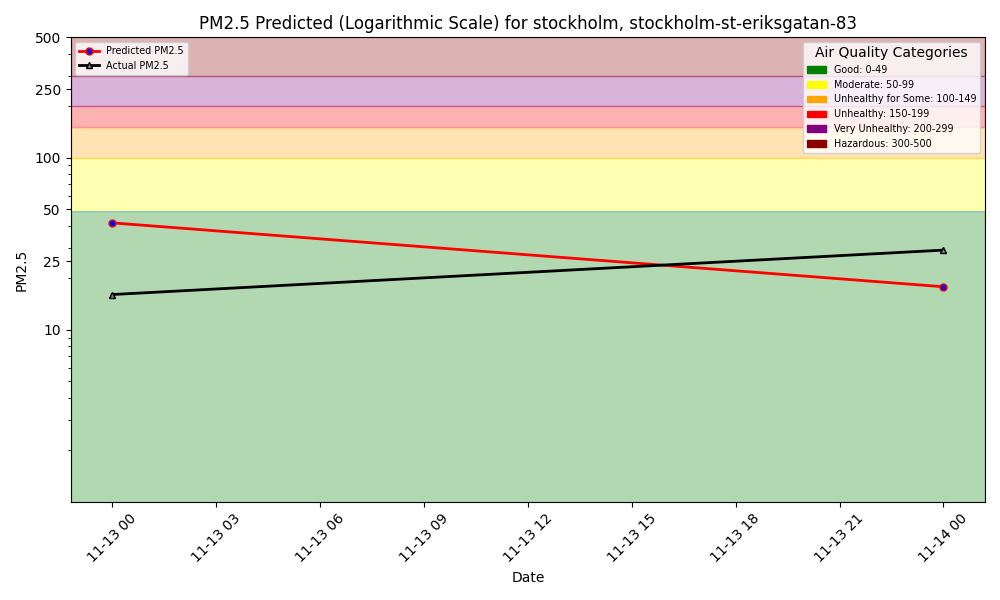 PM2.5 Predicted (Logarithmic Scale) for stockholm, stockholm-st-eriksgatan-83
Predicted PM2.5
Actual PM2.5
Air Quality Categories
Good: 0-49
Moderate: 50-99
Unhealthy for Some: 100-149
Unhealthy: 150-199
Very Unhealthy: 200-299
Hazardous: 300-500
500
250
100
50
25
10
PM2.5
11-13 00
11-13 03
11-13 06
11-13 09
11-13 12
11-13 15
11-13 18
11-13 21
11-14 00
Date